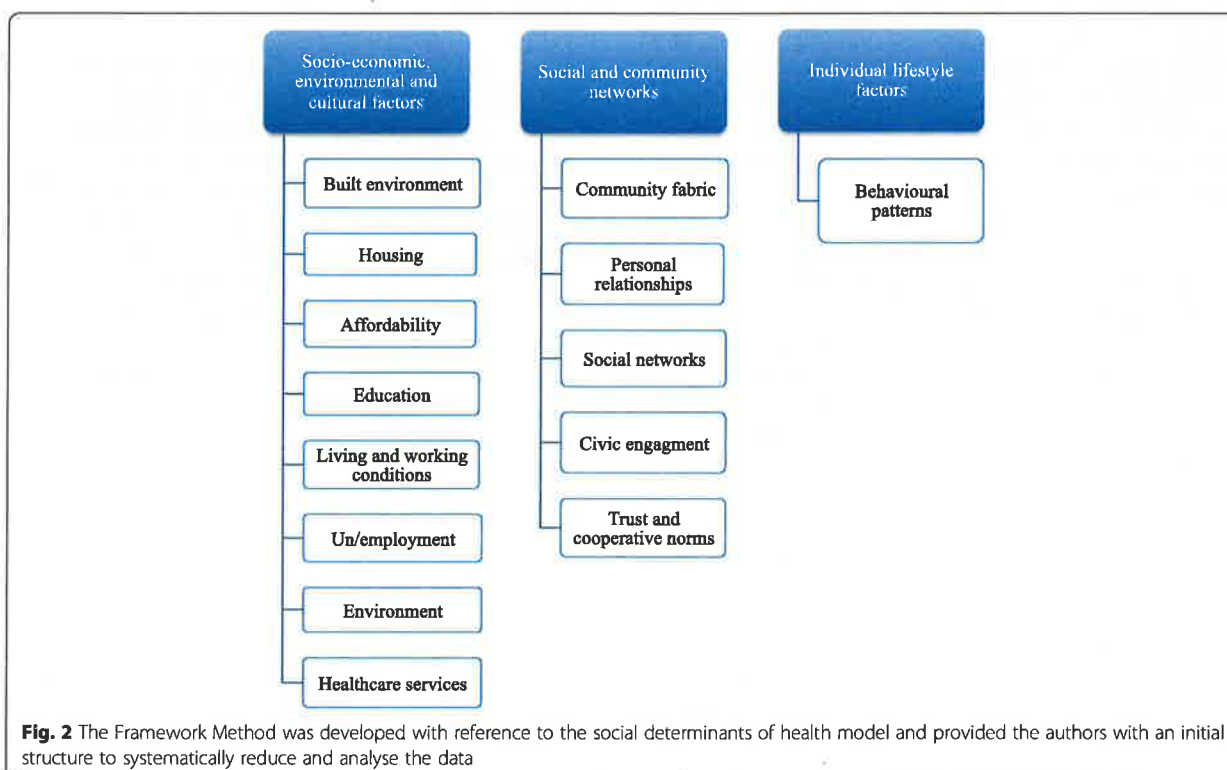 Socio-economic,
environmental and
cultural factors
Built environment
Housing
Affordability
Education
Living and working
conditions
Un/employment
Environment
Healthcare services
Social and community
networks
Community fabric
Personal
relationships
Social networks
Civic engagment
Trust and
cooperative norms
Individual lifestyle
factors
Behavioural
patterns
Fig. 2 The Framework Method was developed with reference to the social determinants of health model and provided the authors with an initial
structure to systematically reduce and analyse the data